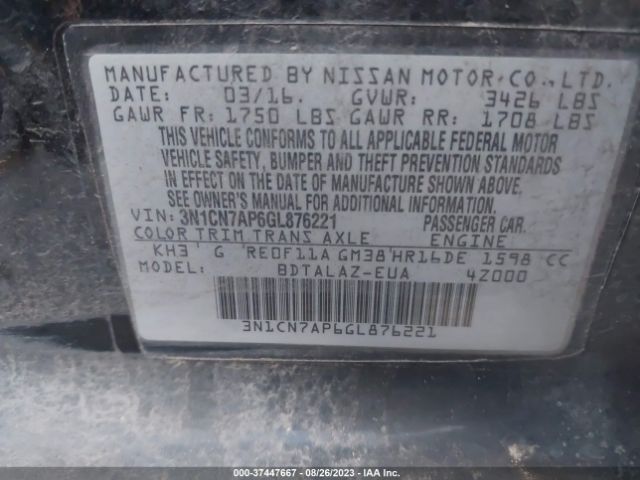 MANUFACTURED BY NISSAN MOTOR CO., LTD.
DATE: 03/16. GVWR: 3426 LBS
GAWR FR: 1750 LBS GAWR RR: 1708 LBS
THIS VEHICLE CONFORMS TO ALL APPLICABLE FEDERAL MOTOR
VEHICLE SAFETY, BUMPER AND THEFT PREVENTION STANDARDS
IN EFFECT ON THE DATE OF MANUFACTURE SHOWN ABOVE.
SEE OWNER'S MANUAL FOR ADDITIONAL INFORMATION.
VIN: 3N1CN7AP6GL876221 PASSENGER CAR.
COLOR TRIM TRANS AXLE ENGINE
KH3 G RE0F11A GM38 HR16DE 1598 CC
MODEL: BDTALAZ-EUA 4Z000
3N1CN7AP6GL876221
000-37447667 - 08/26/2023 - IAA Inc.